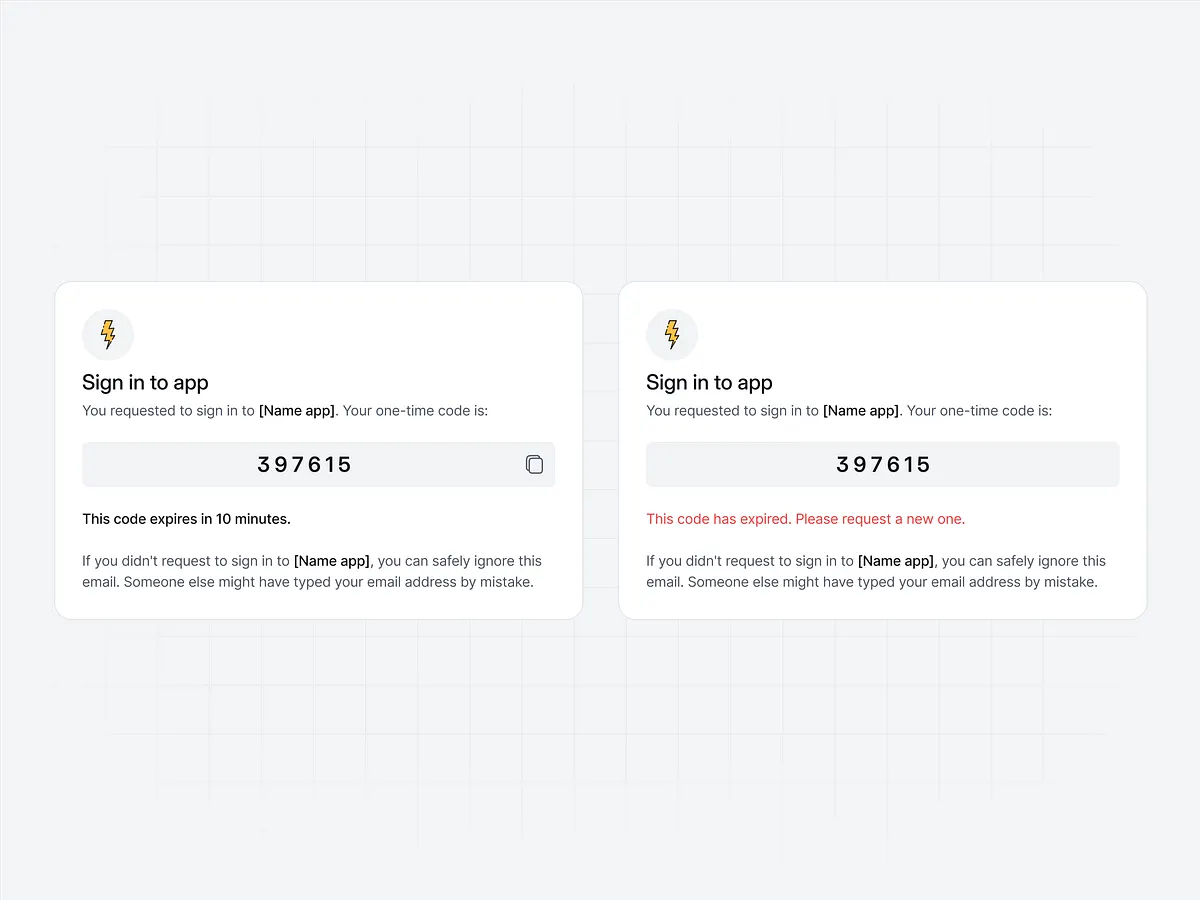 Sign in to app
You requested to sign in to [Name app]. Your one-time code is:
397615
This code expires in 10 minutes.
If you didn't request to sign in to [Name app], you can safely ignore this
email. Someone else might have typed your email address by mistake.
Sign in to app
You requested to sign in to [Name app]. Your one-time code is:
397615
This code has expired. Please request a new one.
If you didn't request to sign in to [Name app], you can safely ignore this
email. Someone else might have typed your email address by mistake.